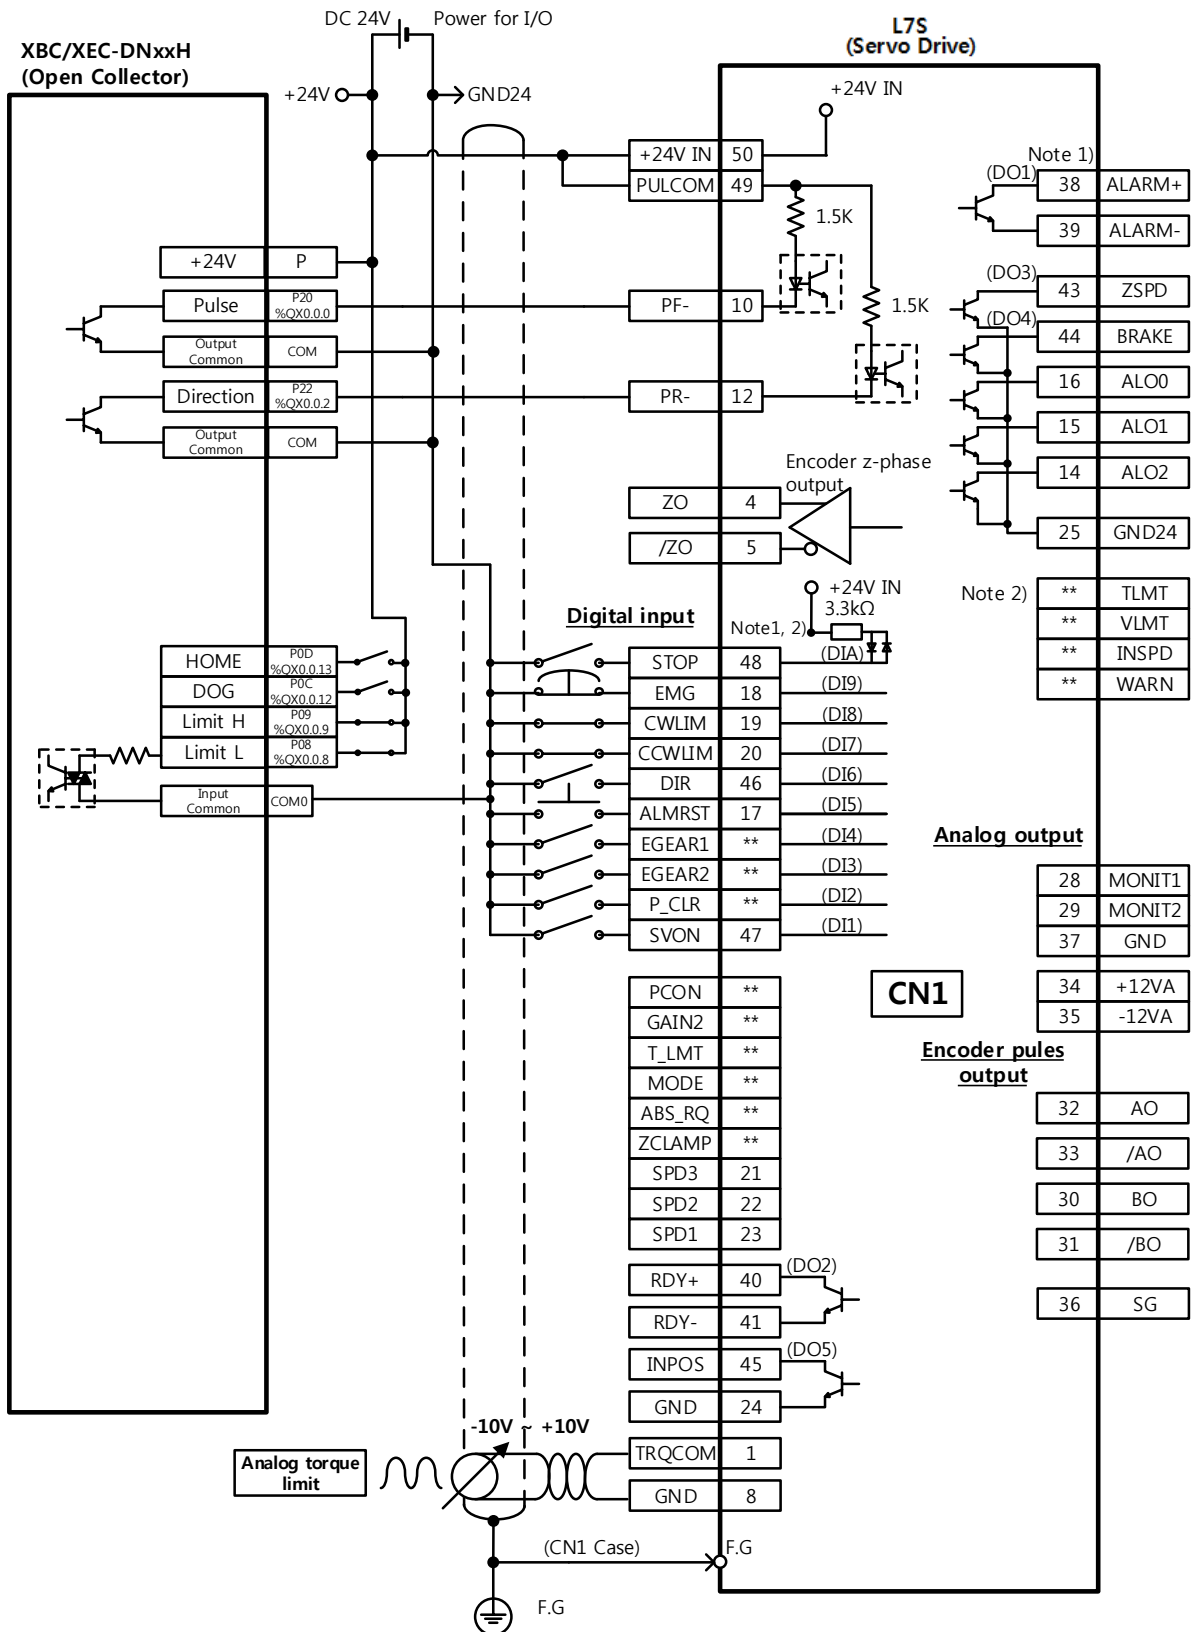 DC 24V
Power for I/O
XBC/XEC-DNxxH
(Open Collector)
L7S
(Servo Drive)
+24V
GND24
+24V IN
+24V IN 50
PULCOM 49
1.5K
1.5K
+24V P
Pulse P20
%QX0.0.0
Output
Common
COM
Direction P22
%QX0.0.2
Output
Common
COM
PF- 10
PR- 12
Encoder z-phase
output
ZO 4
/ZO 5
Note 1)
(DO1)
38 ALARM+
39 ALARM-
(DO3)
43 ZSPD
(DO4)
44 BRAKE
16 ALO0
15 ALO1
14 ALO2
25 GND24
Note 2)
** TLMT
** VLMT
** INSPD
** WARN
+24V IN
3.3kΩ
Digital input
Note1, 2)
HOME P0D
%QX0.0.13
DOG P0C
%QX0.0.12
Limit H P09
%QX0.0.9
Limit L P08
%QX0.0.8
Input
Common
COM0
STOP 48 (DIA)
EMG 18 (DI9)
CWLIM 19 (DI8)
CCWLIM 20 (DI7)
DIR 46 (DI6)
ALMRST 17 (DI5)
EGEAR1 ** (DI4)
EGEAR2 ** (DI3)
P_CLR ** (DI2)
SVON 47 (DI1)
PCON **
GAIN2 **
T_LMT **
MODE **
ABS_RQ **
ZCLAMP **
SPD3 21
SPD2 22
SPD1 23
CN1
Analog output
28 MONIT1
29 MONIT2
37 GND
34 +12VA
35 -12VA
Encoder pules
output
32 AO
33 /AO
30 BO
31 /BO
36 SG
RDY+ 40 (DO2)
RDY- 41
INPOS 45 (DO5)
GND 24
-10V ~ +10V
Analog torque
limit
TRQCOM 1
GND 8
(CN1 Case)
F.G
F.G